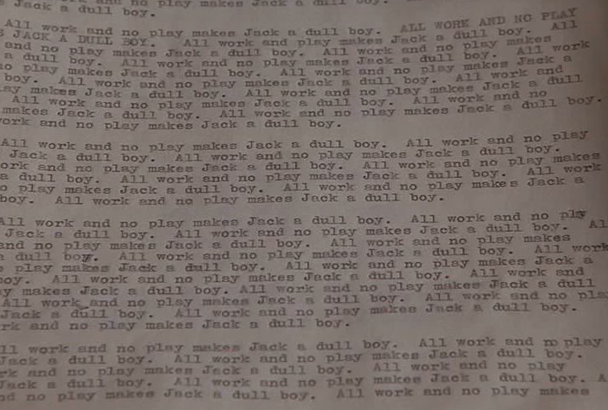 Jack a dull boy.
All work and no play makes Jack a dull boy. ALL WORK AND NO PLAY
JACK A DULL BOY. All work and play makes Jack a dull boy. All
and no play makes Jack a dull boy. All work and no play makes
a dull boy. All work and no play makes Jack a dull boy. All work
no play makes Jack a dull boy. All work and no play makes Jack a
boy. All work and no play makes Jack a dull boy. All work and
ay makes Jack a dull boy. All work and no play makes Jack a dull
All work and no play makes Jack a dull boy. All work and no
makes Jack a dull boy. All work and no play makes Jack a dull boy.
work and no play makes Jack a dull boy.
All work and no play makes Jack a dull boy. All work and no play
Jack a dull boy. All work and no play makes Jack a dull boy.
ork and no play makes Jack a dull boy. All work and no play makes
a dull boy. All work and no play makes Jack a dull boy. All work
o play makes Jack a dull boy. All work and no play makes Jack a
boy. All work and no play makes Jack a dull boy.
All work and no play makes Jack a dull boy. All work and no play
Jack a dull boy. All work and no play makes Jack a dull boy. Al
and no play makes Jack a dull boy. All work and no play makes
a dull boy. All work and no play makes Jack a dull boy. All work
play makes Jack a dull boy. All work and no play makes Jack a
boy. All work and no play makes Jack a dull boy. All work and
y makes Jack a dull boy All work and no play makes Jack a dull
All work and no play makes Jack a dull boy. All work and no pla
Jack a dull boy. All work and no play makes Jack a dull boy.
rk and no play makes Jack a dull boy.
ll work and no play makes Jack a dull boy. All work and no play
Jack a dull boy. All work and no play makes Jack a dull boy.
rk and no play makes Jack a dull boy. All work and no play
Jack a dull boy. All work and no play makes Jack a dull boy. A
nd no play makes Jack a dull boy. All work and no play makes